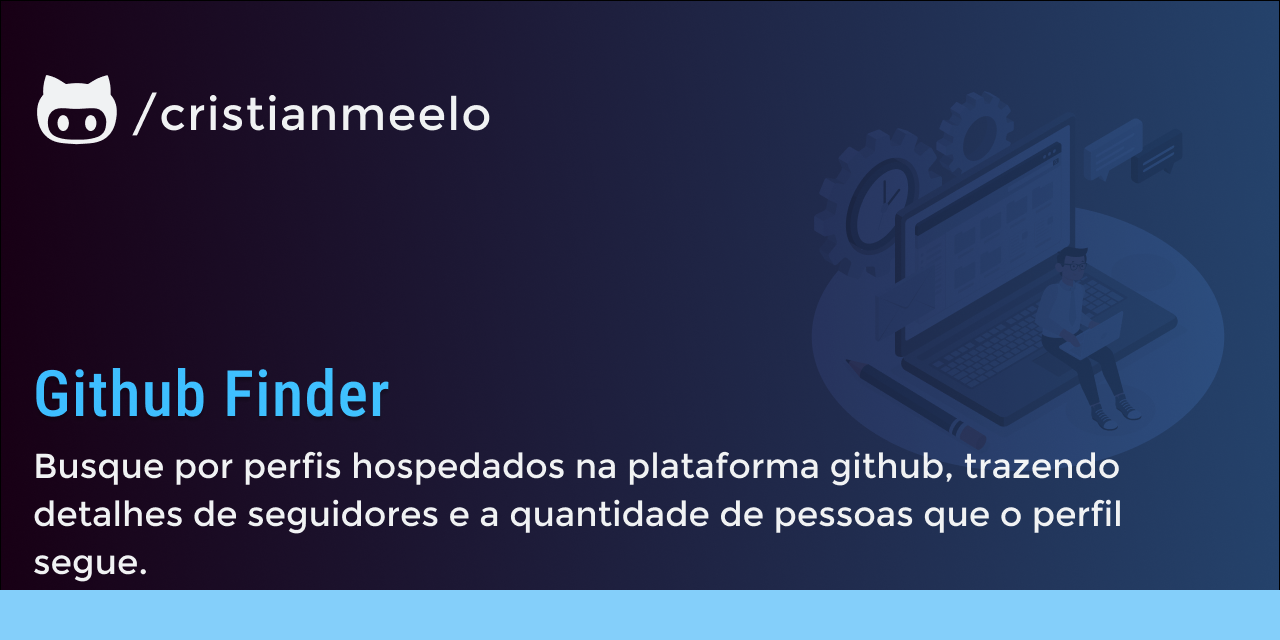 /cristianmeelo
Github Finder
Busque por perfis hospedados na plataforma github, trazendo
detalhes de seguidores e a quantidade de pessoas que o perfil
segue.